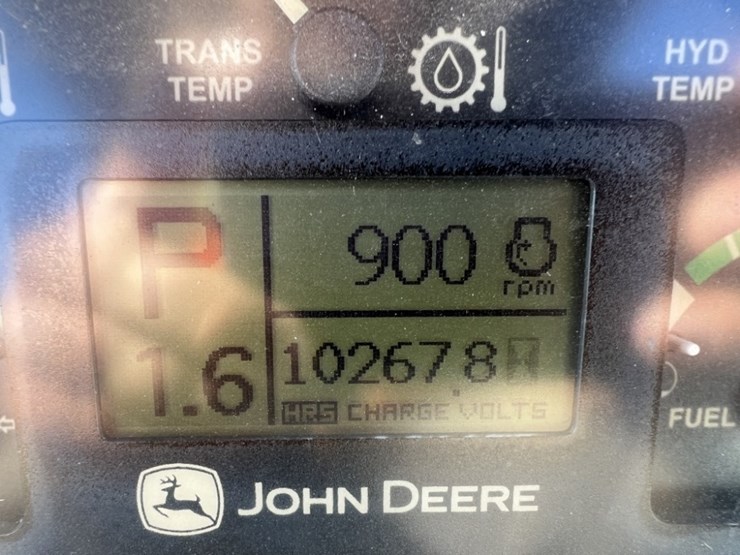 TRANS
TEMP
HYD
TEMP
P
900
rpm
1.6
10267.8
HRS CHARGE VOLTS
FUEL
JOHN DEERE